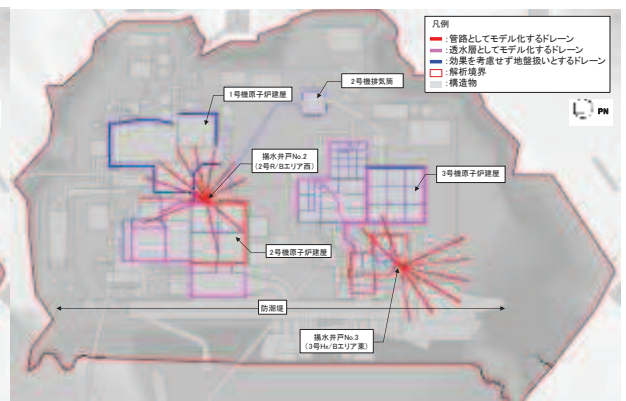 凡例
:管路としてモデル化するドレーン
:透水層としてモデル化するドレーン
:効果を考慮せず地盤扱いとするドレーン
:解析境界
:構造物
PN
2号機排気筒
1号機原子炉建屋
揚水井戸No.2
(2号R/Bエリア西)
3号機原子炉建屋
2号機原子炉建屋
防潮堤
揚水井戸No.3
(3号Hx/Bエリア東)